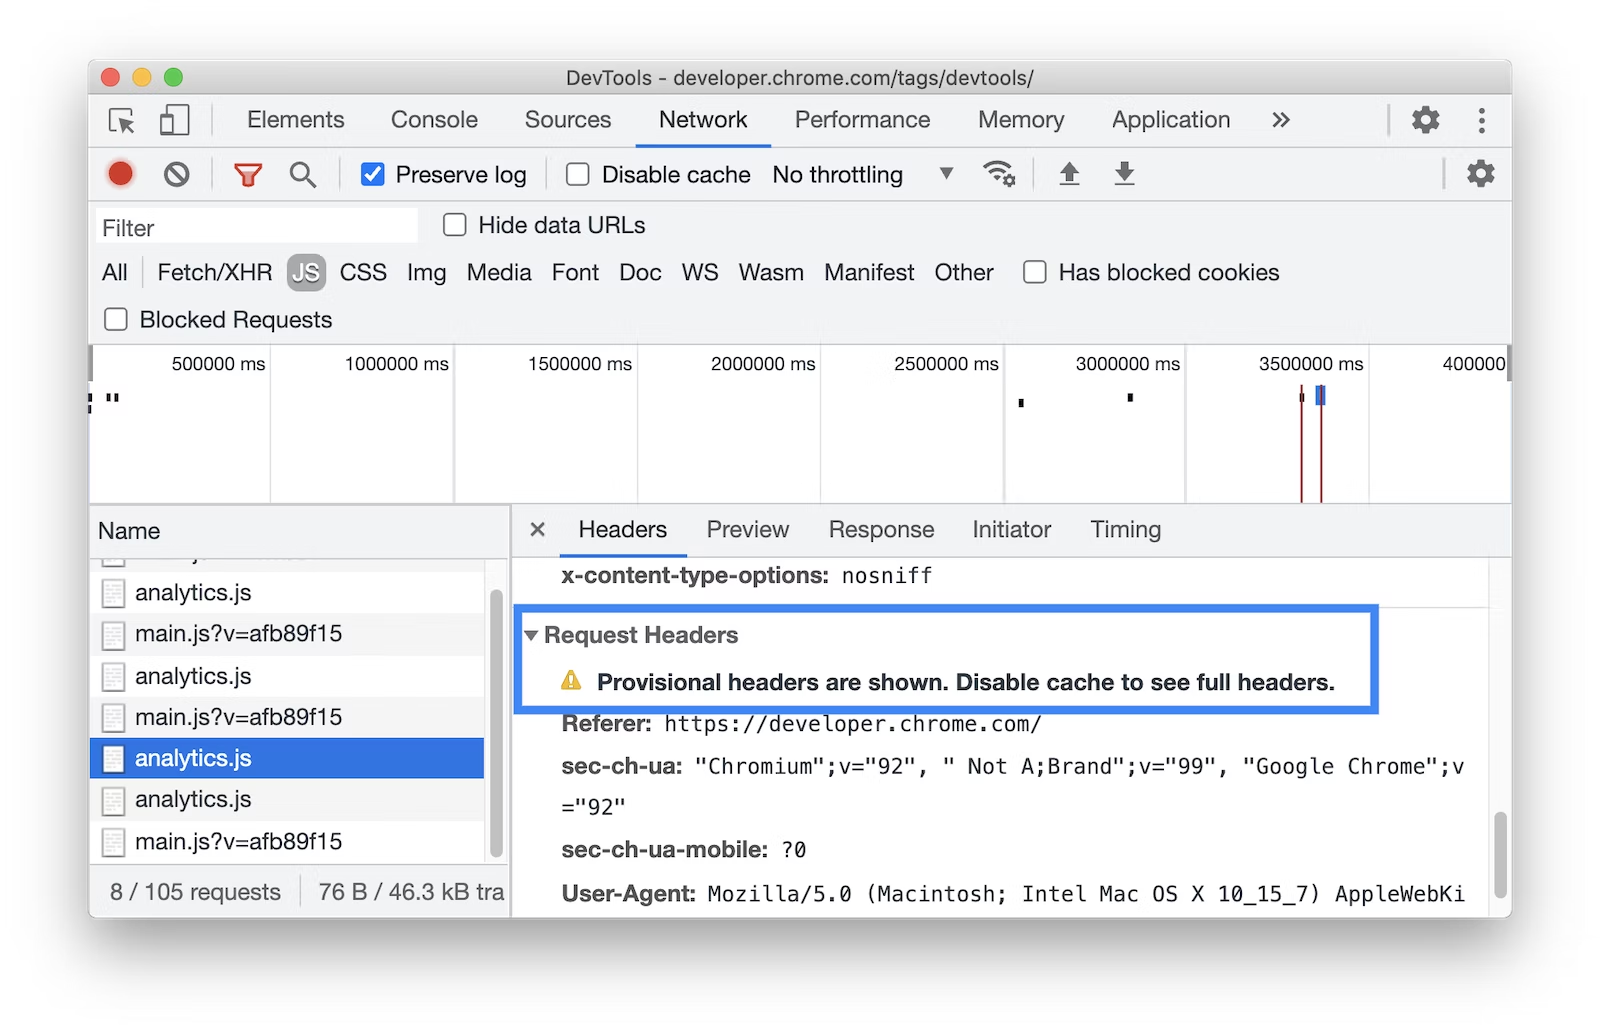 DevTools - developer.chrome.com/tags/devtools/
Elements Console Sources Network Performance Memory Application »
Preserve log Disable cache No throttling
Filter Hide data URLs
All Fetch/XHR JS CSS Img Media Font Doc WS Wasm Manifest Other Has blocked cookies
Blocked Requests
500000 ms 1000000 ms 1500000 ms 2000000 ms 2500000 ms 3000000 ms 3500000 ms 400000
Name
analytics.js
main.js?v=afb89f15
analytics.js
main.js?v=afb89f15
analytics.js
analytics.js
main.js?v=afb89f15
8 / 105 requests 76 B / 46.3 kB tra
Headers Preview Response Initiator Timing
x-content-type-options: nosniff
Request Headers
Provisional headers are shown. Disable cache to see full headers.
Referer: https://developer.chrome.com/
sec-ch-ua: "Chromium";v="92", " Not A;Brand";v="99", "Google Chrome";v
="92"
sec-ch-ua-mobile: ?0
User-Agent: Mozilla/5.0 (Macintosh; Intel Mac OS X 10_15_7) AppleWebKi